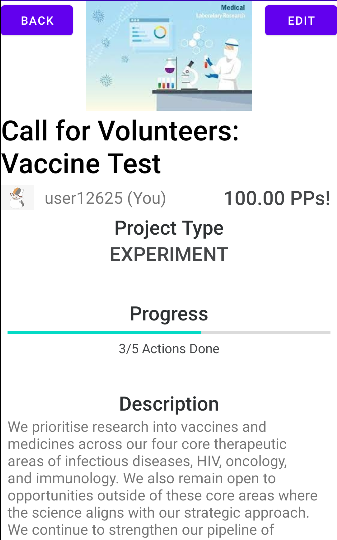 BACK
Medical
Laboratory Research
EDIT
Call for Volunteers:
Vaccine Test
user12625 (You)
100.00 PPs!
Project Type
EXPERIMENT
Progress
3/5 Actions Done
Description
We prioritise research into vaccines and
medicines across our four core therapeutic
areas of infectious diseases, HIV, oncology,
and immunology. We also remain open to
opportunities outside of these core areas where
the science aligns with our strategic approach.
We continue to strengthen our pipeline of